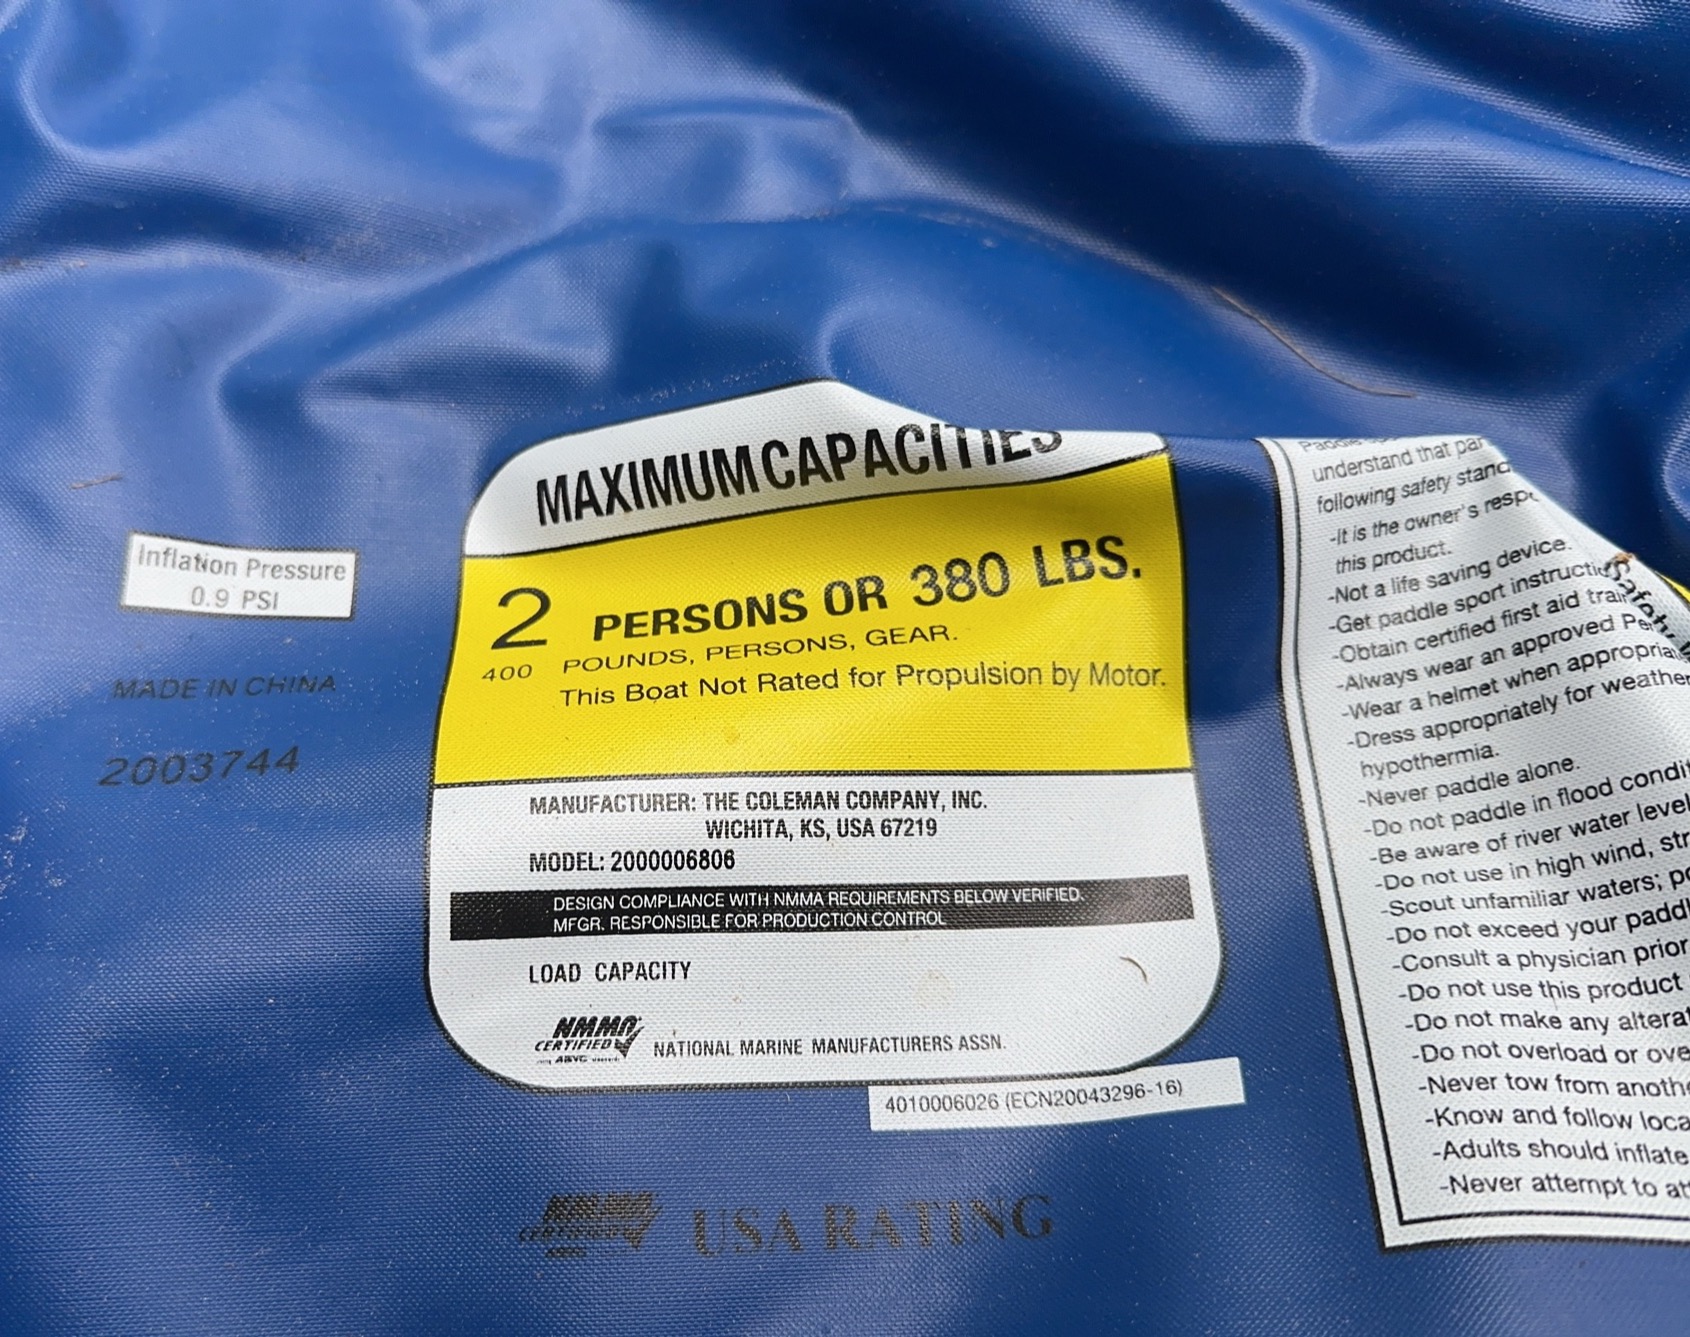 Inflation Pressure
0.9 PSI
MADE IN CHINA
2003744
MAXIMUM CAPACITIES
2 PERSONS OR 380 LBS.
400 POUNDS, PERSONS, GEAR.
This Boat Not Rated for Propulsion by Motor.
MANUFACTURER: THE COLEMAN COMPANY, INC.
WICHITA, KS, USA 67219
MODEL: 2000006806
DESIGN COMPLIANCE WITH NMMA REQUIREMENTS BELOW VERIFIED.
MFGR. RESPONSIBLE FOR PRODUCTION CONTROL
LOAD CAPACITY
NMMA
CERTIFIED
ABYC
NATIONAL MARINE MANUFACTURERS ASSN.
4010006026 (ECN20043296-16)
NMMA
CERTIFIED
USA RATING
Paddle
understand that
following safety
-It is the owner's
this product.
-Not a life saving device.
-Get paddle sport
-Obtain certified first aid
-Always wear an approved
-Wear a helmet when
-Dress appropriately for
hypothermia.
-Never paddle alone.
-Do not paddle in flood
-Be aware of river water
-Do not use in high wind,
-Scout unfamiliar waters;
-Do not exceed your
-Consult a physician prior
-Do not use this product
-Do not make any
-Do not overload or
-Never tow from
-Know and follow
-Adults should inflate
-Never attempt to